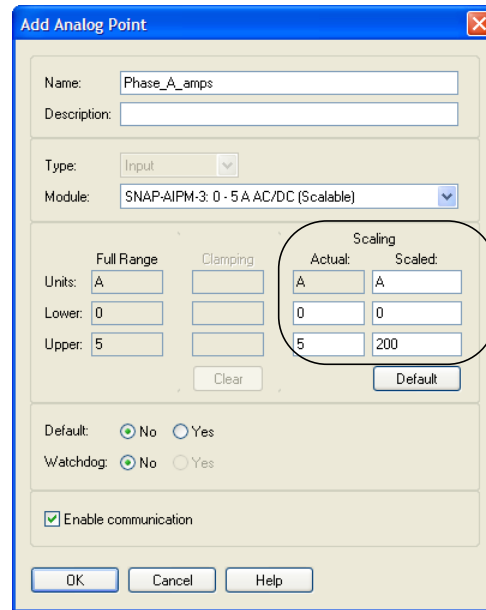 Add Analog Point
Name: Phase_A_amps
Description:
Type: Input
Module: SNAP-AIPM-3: 0 - 5 A AC/DC (Scalable)
Scaling
Full Range Clamping Actual: Scaled:
Units: A A A
Lower: 0 0 0
Upper: 5 5 200
Clear Default
Default: No Yes
Watchdog: No Yes
Enable communication
OK Cancel Help